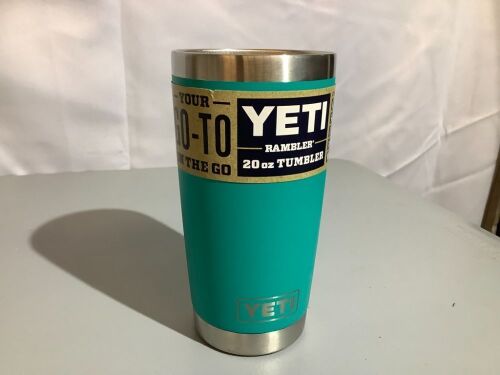 YOUR
GO-TO
THE GO
YETI
RAMBLER®
20 oz TUMBLER
YETI